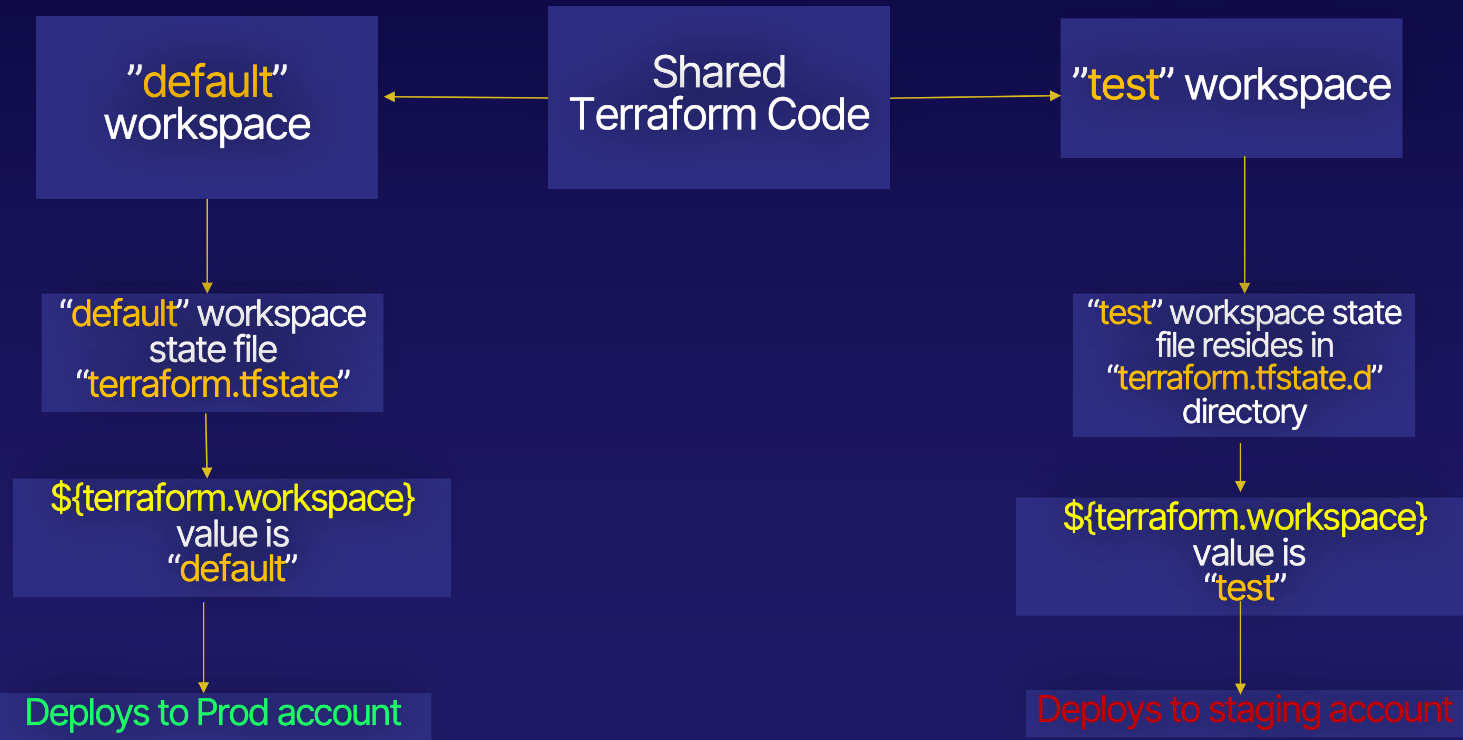 ”default”
workspace
Shared
Terraform Code
”test” workspace
“default” workspace
state file
“terraform.tfstate”
“test” workspace state
file resides in
“terraform.tfstate.d”
directory
${terraform.workspace}
value is
“default”
${terraform.workspace}
value is
“test”
Deploys to Prod account
Deploys to staging account